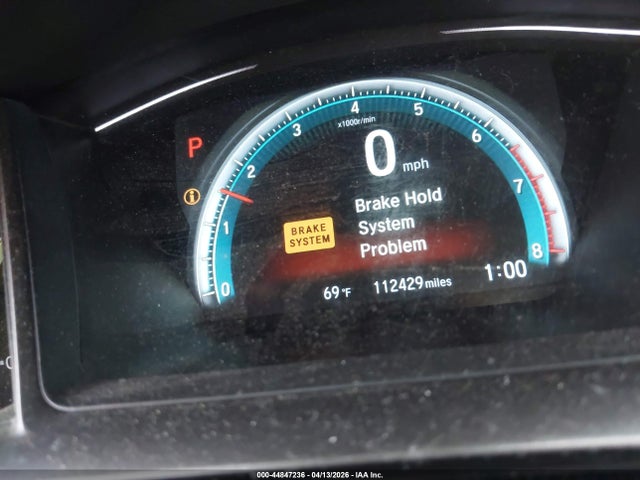 4
3
5
x1000r/min
2
6
P
0 mph
7
Brake Hold
1
BRAKE
SYSTEM
System
Problem
8
0
69°F
112429 miles
1:00
000-44847236 - 04/13/2026 - IAA Inc.